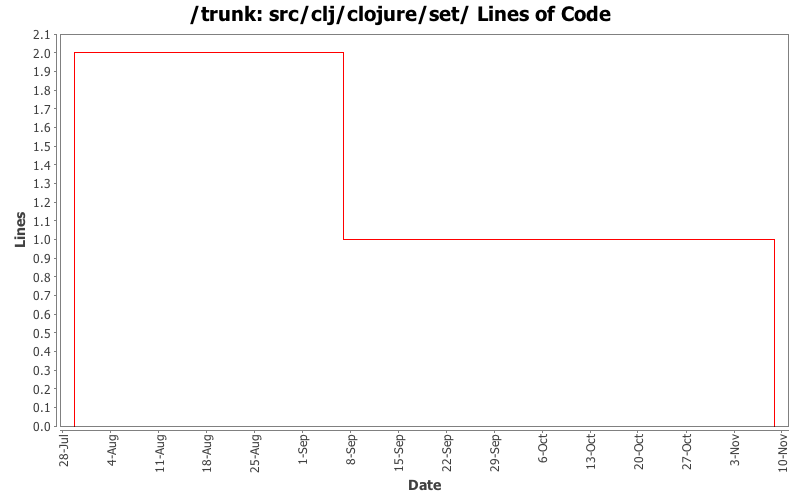 /trunk: src/clj/clojure/set/ Lines of Code
2.1
2.0
1.9
1.8
1.7
1.6
1.5
1.4
1.3
1.2
1.1
1.0
0.9
0.8
0.7
0.6
0.5
0.4
0.3
0.2
0.1
0.0
Lines
28-Jul
4-Aug
11-Aug
18-Aug
25-Aug
1-Sep
8-Sep
15-Sep
22-Sep
29-Sep
6-Oct
13-Oct
20-Oct
27-Oct
3-Nov
10-Nov
Date